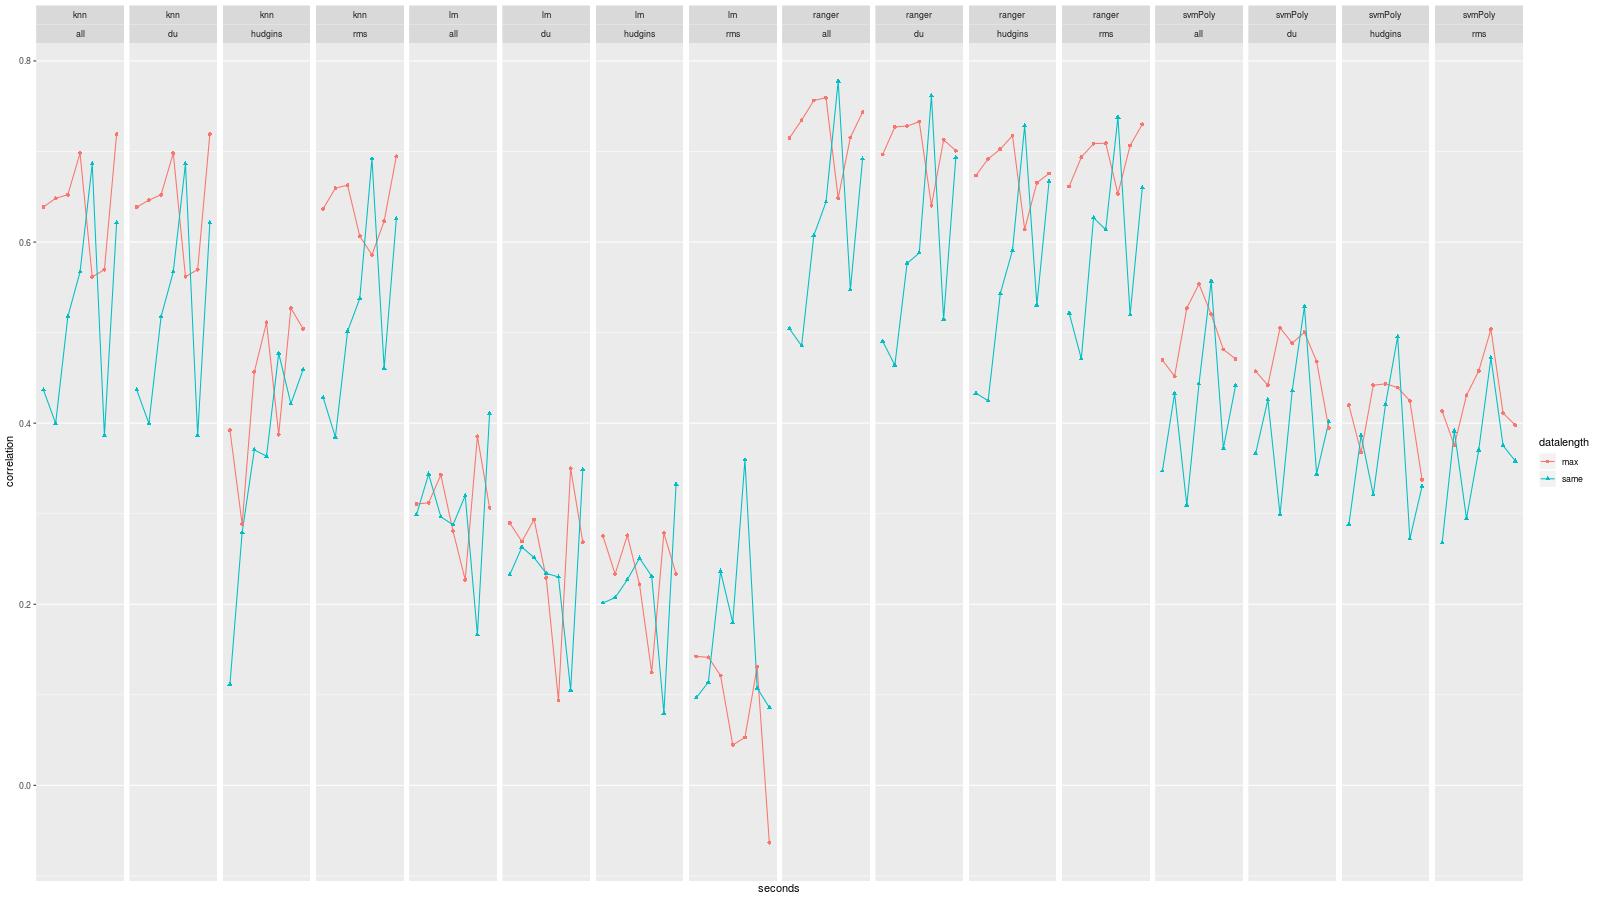 knn knn knn knn lm lm lm lm ranger ranger ranger ranger svmPoly svmPoly svmPoly svmPoly
all du hudgins rms all du hudgins rms all du hudgins rms all du hudgins rms
0.8
0.6
0.4
0.2
0.0
correlation
seconds
datalength
max
same